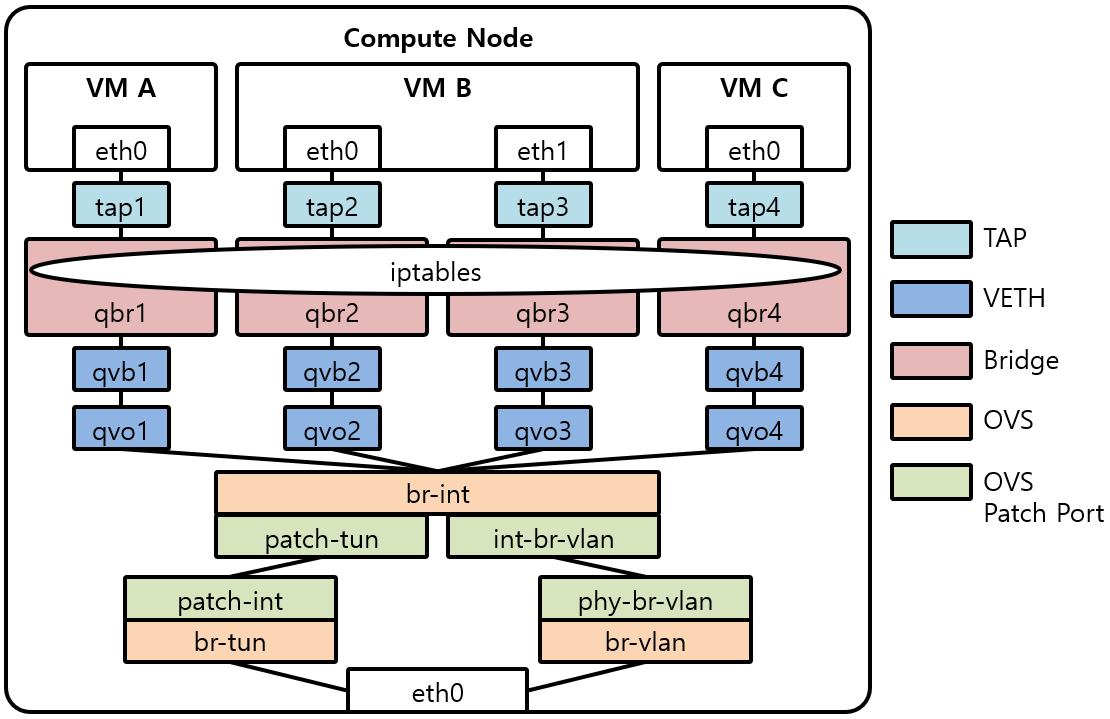 Compute Node
VM A
VM B
VM C
eth0
eth0
eth1
eth0
tap1
tap2
tap3
tap4
iptables
qbr1
qbr2
qbr3
qbr4
qvb1
qvb2
qvb3
qvb4
qvo1
qvo2
qvo3
qvo4
br-int
patch-tun
int-br-vlan
patch-int
phy-br-vlan
br-tun
br-vlan
eth0
TAP
VETH
Bridge
OVS
OVS
Patch Port